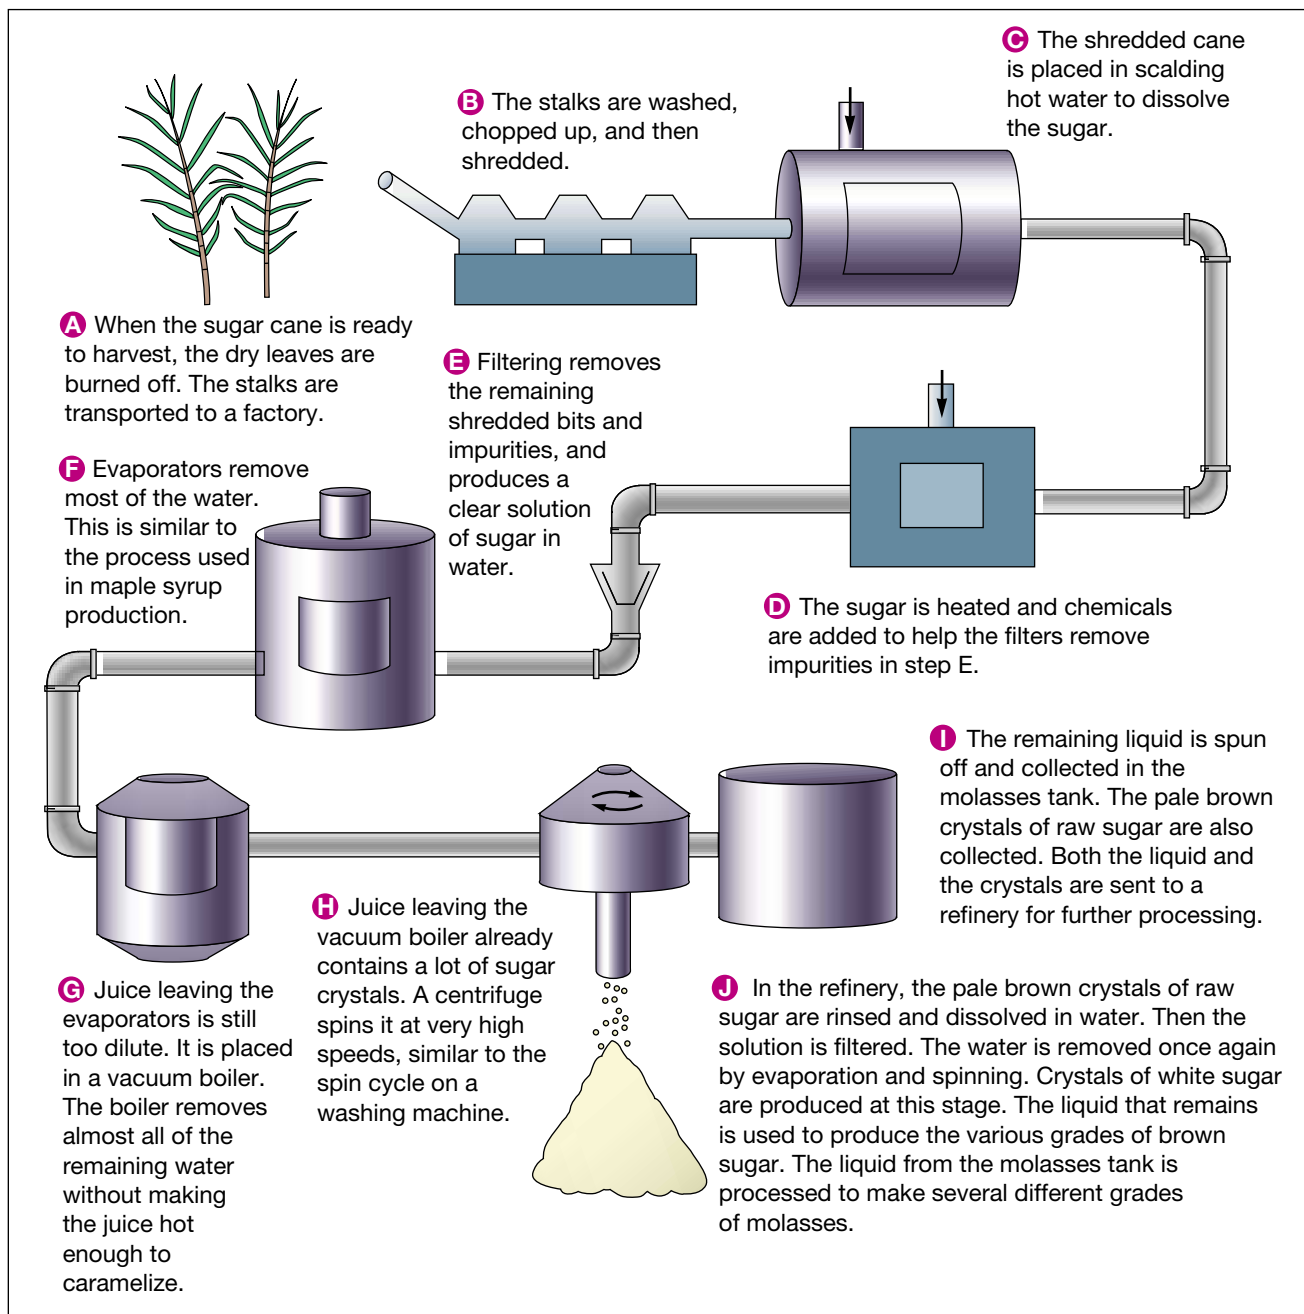 A When the sugar cane is ready
to harvest, the dry leaves are
burned off. The stalks are
transported to a factory.
B The stalks are washed,
chopped up, and then
shredded.
C The shredded cane
is placed in scalding
hot water to dissolve
the sugar.
D The sugar is heated and chemicals
are added to help the filters remove
impurities in step E.
E Filtering removes
the remaining
shredded bits and
impurities, and
produces a
clear solution
of sugar in
water.
F Evaporators remove
most of the water.
This is similar to
the process used
in maple syrup
production.
G Juice leaving the
evaporators is still
too dilute. It is placed
in a vacuum boiler.
The boiler removes
almost all of the
remaining water
without making
the juice hot
enough to
caramelize.
H Juice leaving the
vacuum boiler already
contains a lot of sugar
crystals. A centrifuge
spins it at very high
speeds, similar to the
spin cycle on a
washing machine.
I The remaining liquid is spun
off and collected in the
molasses tank. The pale brown
crystals of raw sugar are also
collected. Both the liquid and
the crystals are sent to a
refinery for further processing.
J In the refinery, the pale brown crystals of raw
sugar are rinsed and dissolved in water. Then the
solution is filtered. The water is removed once again
by evaporation and spinning. Crystals of white sugar
are produced at this stage. The liquid that remains
is used to produce the various grades of brown
sugar. The liquid from the molasses tank is
processed to make several different grades
of molasses.